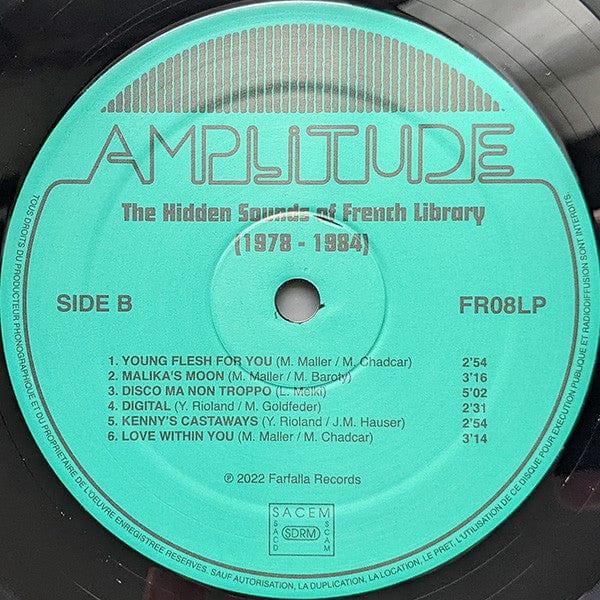 AMPLITUDE
The Hidden Sounds of French Library
(1978 - 1984)
SIDE B
FR08LP
1. YOUNG FLESH FOR YOU (M. Maller / M. Chadcar) 2'54
2. MALIKA'S MOON (M. Maller / M. Baroty) 3'16
3. DISCO MA NON TROPPO (L. Melki) 5'02
4. DIGITAL (Y. Rioland / M. Goldfeder) 2'31
5. KENNY'S CASTAWAYS (Y. Rioland / J.M. Hauser) 2'54
6. LOVE WITHIN YOU (M. Maller / M. Chadcar) 3'14
℗ 2022 Farfalla Records
SACEM
SACD
SDRM
SCAM
TOUS DROITS DU PRODUCTEUR PHONOGRAPHIQUE ET DU PROPRIETAIRE DE L'OEUVRE ENREGISTREE RESERVES. SAUF AUTORISATION, LA DUPLICATION, LA LOCATION, LE PRET, L'UTILISATION DE CE DISQUE POUR EXECUTION PUBLIQUE ET RADIODIFFUSION SONT INTERDITS